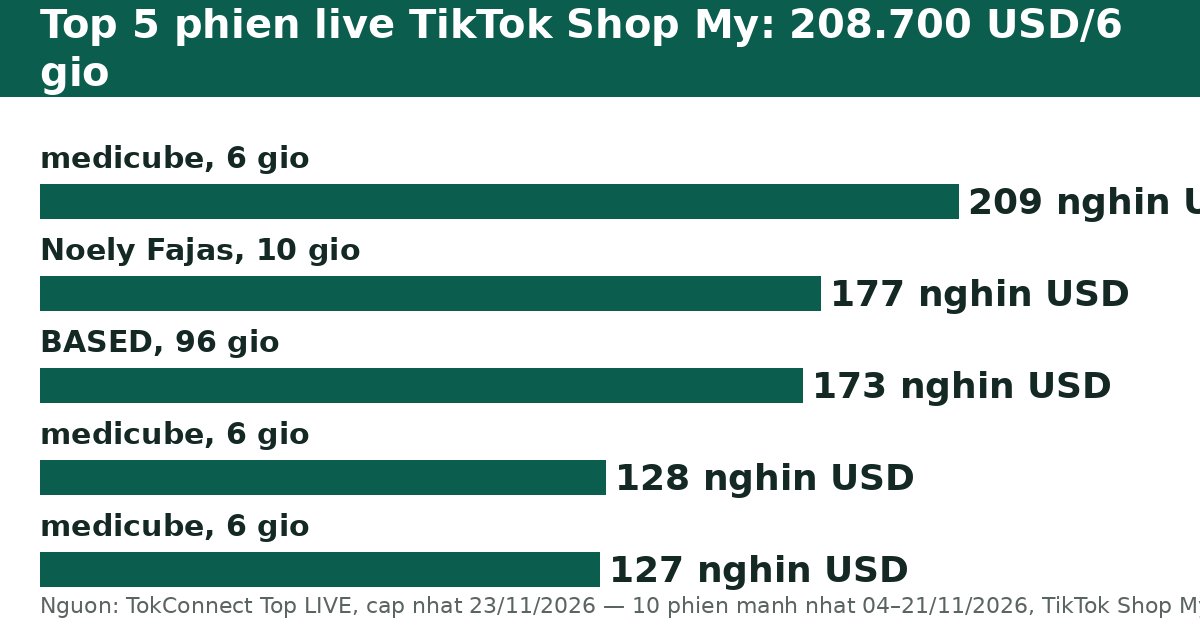 Top 5 phien live TikTok Shop My: 208.700 USD/6
gio
medicube, 6 gio
209 nghin U
Noely Fajas, 10 gio
177 nghin USD
BASED, 96 gio
173 nghin USD
medicube, 6 gio
128 nghin USD
medicube, 6 gio
127 nghin USD
Nguon: TokConnect Top LIVE, cap nhat 23/11/2026 — 10 phien manh nhat 04–21/11/2026, TikTok Shop My